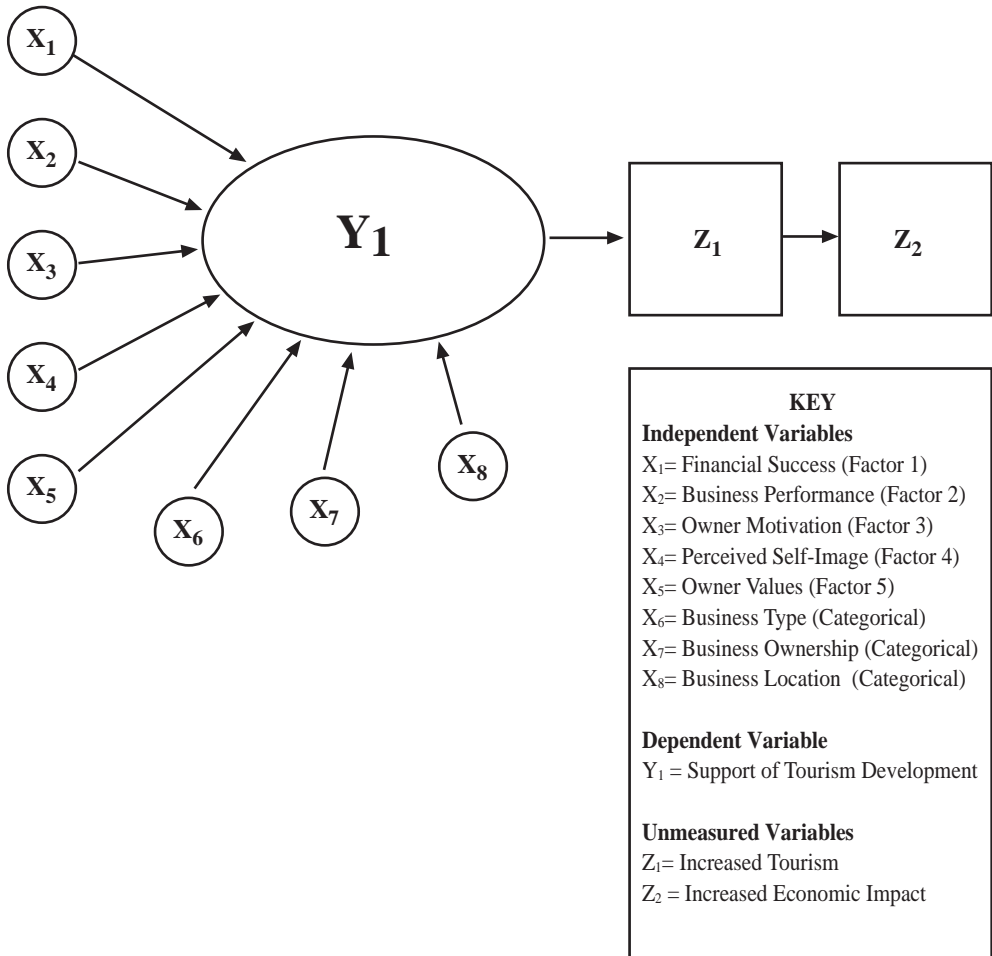 X₁
X₂
X₃
X₄
X₅
X₆
X₇
X₈
Y₁
Z₁
Z₂
KEY
Independent Variables
X₁= Financial Success (Factor 1)
X₂= Business Performance (Factor 2)
X₃= Owner Motivation (Factor 3)
X₄= Perceived Self-Image (Factor 4)
X₅= Owner Values (Factor 5)
X₆= Business Type (Categorical)
X₇= Business Ownership (Categorical)
X₈= Business Location (Categorical)
Dependent Variable
Y₁ = Support of Tourism Development
Unmeasured Variables
Z₁= Increased Tourism
Z₂ = Increased Economic Impact